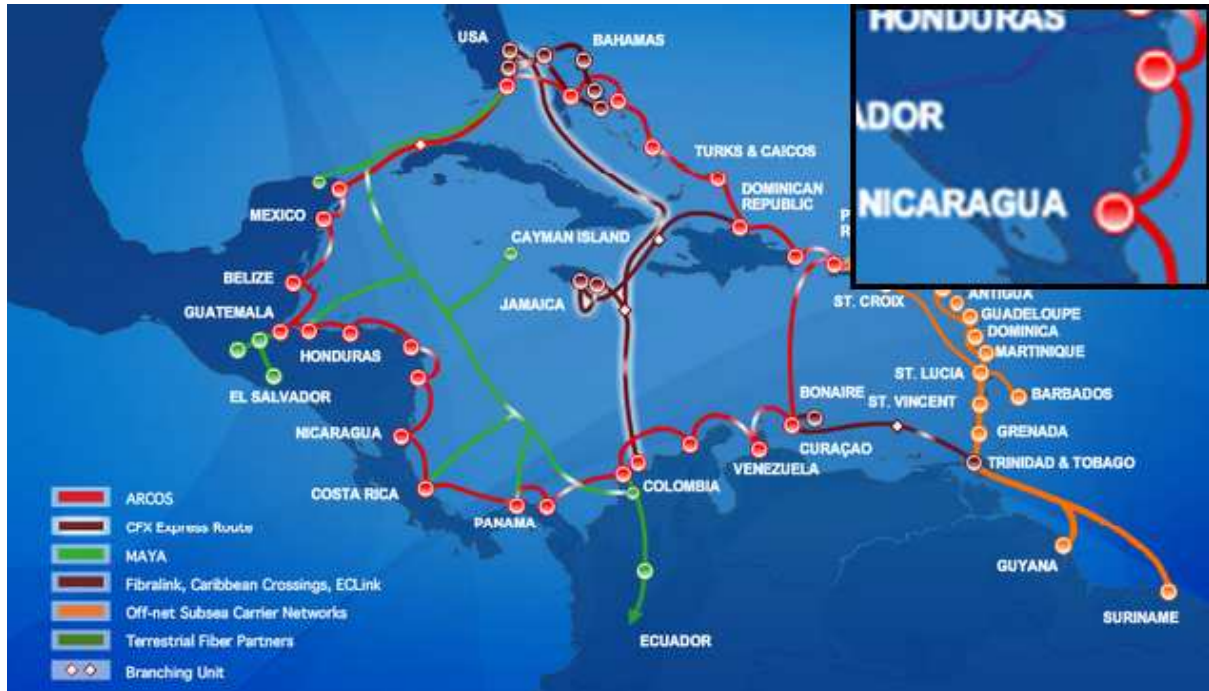 USA
BAHAMAS
HONDURAS
ADOR
NICARAGUA
TURKS & CAICOS
DOMINICAN
REPUBLIC
P
R
MEXICO
CAYMAN ISLAND
BELIZE
JAMAICA
GUATEMALA
ST. CROIX
ANTIGUA
GUADELOUPE
DOMINICA
HONDURAS
MARTINIQUE
ST. LUCIA
EL SALVADOR
BONAIRE
BARBADOS
ST. VINCENT
NICARAGUA
GRENADA
CURAÇAO
VENEZUELA
TRINIDAD & TOBAGO
COSTA RICA
COLOMBIA
PANAMA
GUYANA
SURINAME
ECUADOR
ARCOS
CFX Express Route
MAYA
Fibralink, Caribbean Crossings, ECLink
Off-net Subsea Carrier Networks
Terrestrial Fiber Partners
Branching Unit